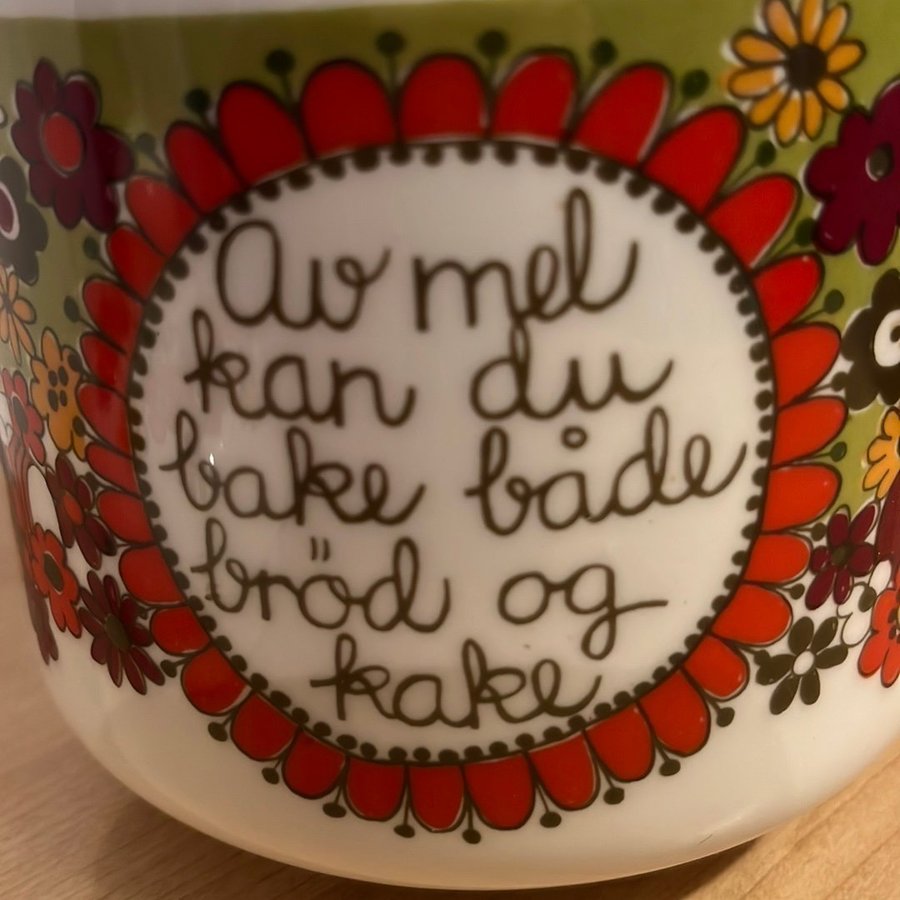 Av mel
kan du
bake både
bröd og
kake